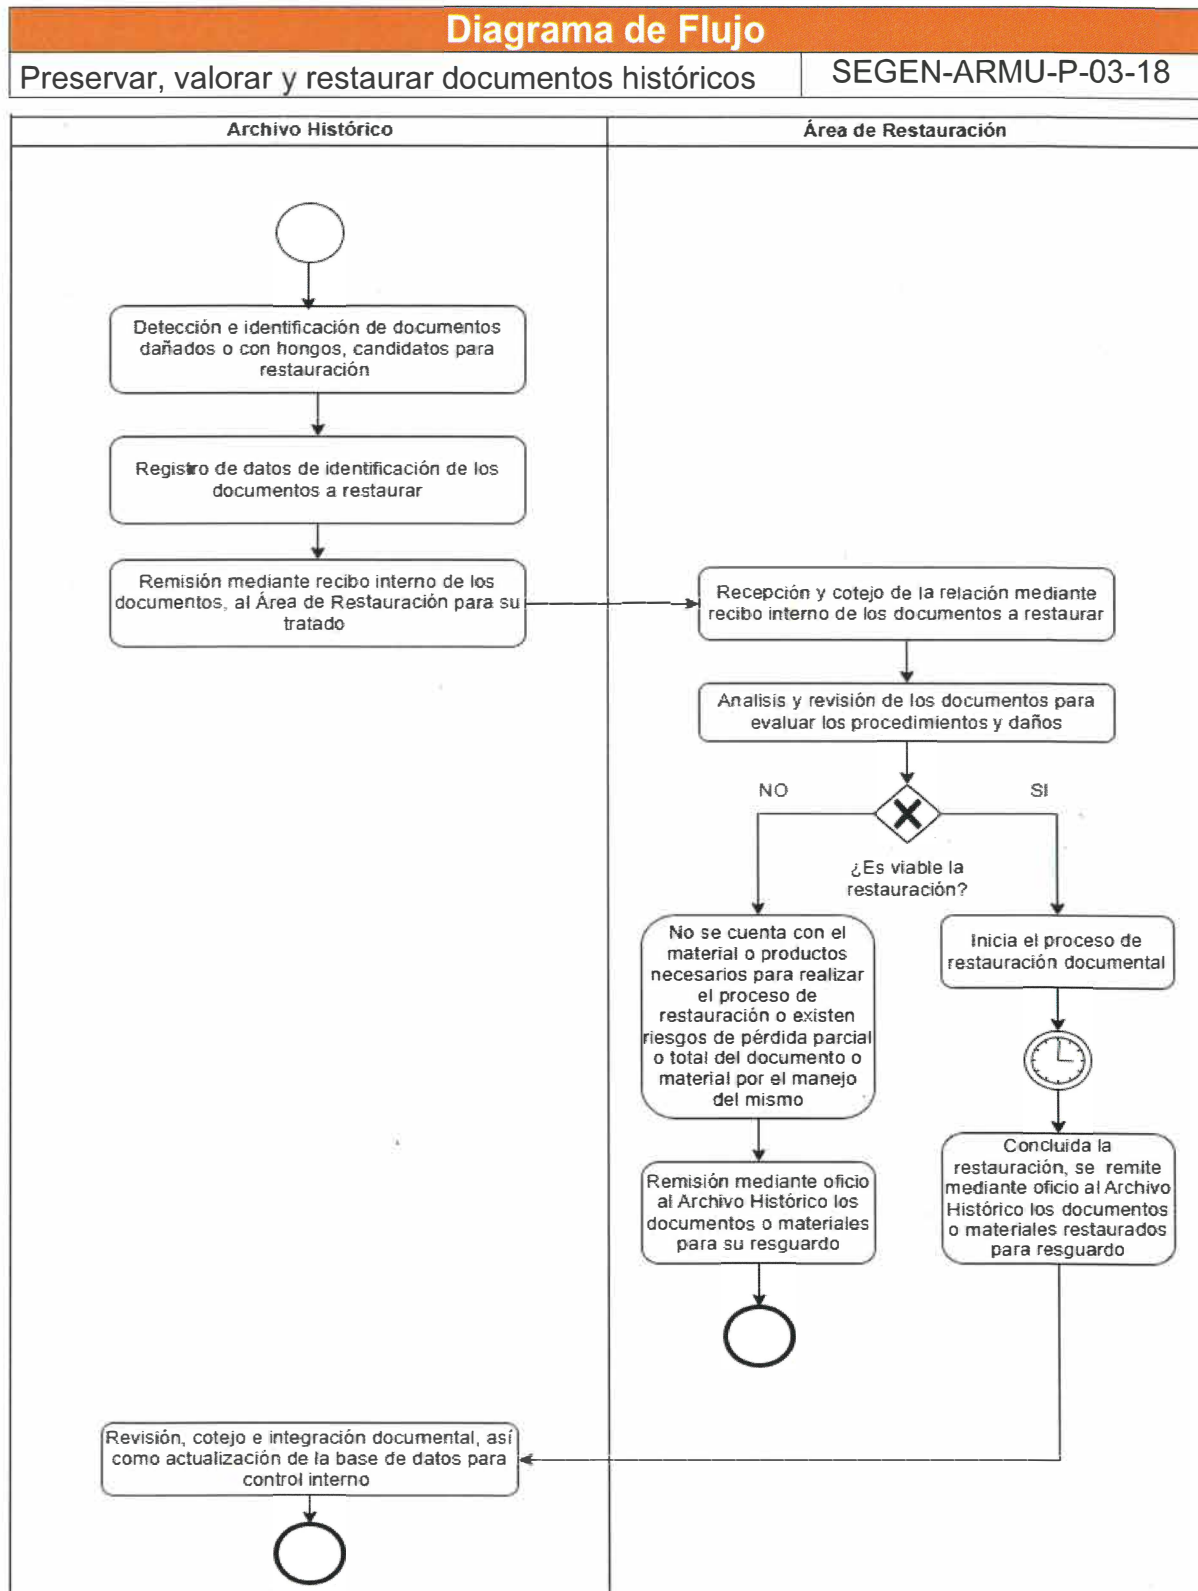 Diagrama de Flujo
Preservar, valorar y restaurar documentos históricos
SEGEN-ARMU-P-03-18
Archivo Histórico
Área de Restauración
Detección e identificación de documentos
dañados o con hongos, candidatos para
restauración
Registro de datos de identificación de los
documentos a restaurar
Remisión mediante recibo interno de los
documentos, al Área de Restauración para su
tratado
Recepción y cotejo de la relación mediante
recibo interno de los documentos a restaurar
Analisis y revisión de los documentos para
evaluar los procedimientos y daños
NO
SI
¿Es viable la
restauración?
No se cuenta con el
material o productos
necesarios para realizar
el proceso de
restauración o existen
riesgos de pérdida parcial
o total del documento o
material por el manejo
del mismo
Inicia el proceso de
restauración documental
Remisión mediante oficio
al Archivo Histórico los
documentos o materiales
para su resguardo
Concluida la
restauración, se remite
mediante oficio al Archivo
Histórico los documentos
o materiales restaurados
para resguardo
Revisión, cotejo e integración documental, así
como actualización de la base de datos para
control interno